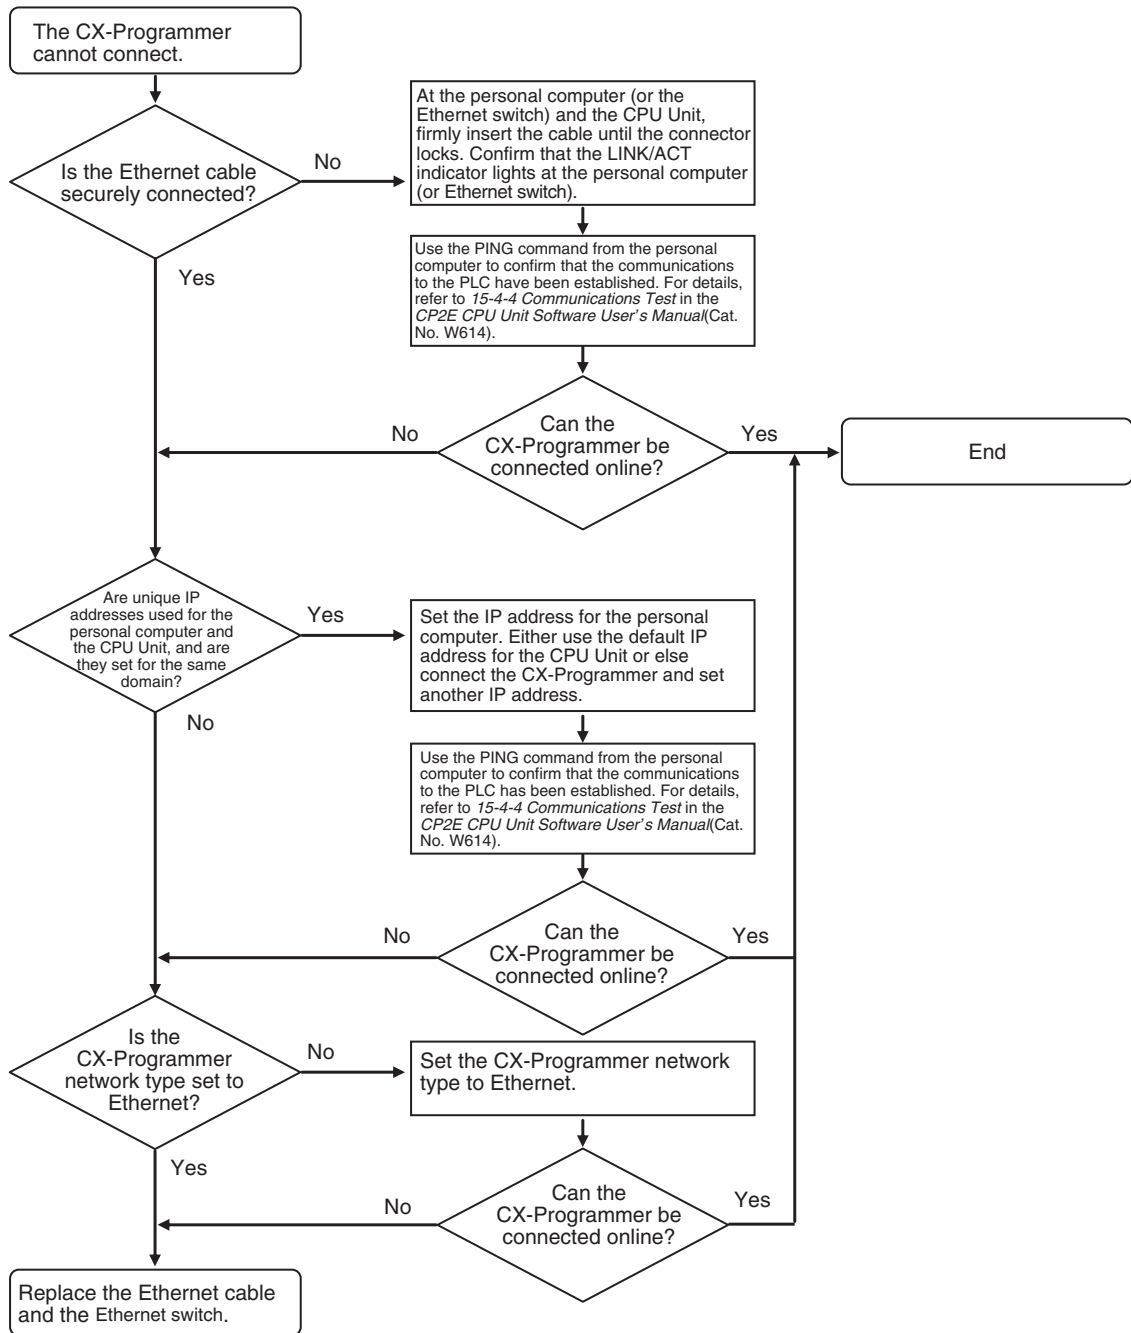 The CX-Programmer
cannot connect.
At the personal computer (or the
Ethernet switch) and the CPU Unit,
firmly insert the cable until the connector
locks. Confirm that the LINK/ACT
indicator lights at the personal computer
(or Ethernet switch).
Is the Ethernet cable
securely connected?
No
Yes
Use the PING command from the personal
computer to confirm that the communications
to the PLC have been established. For details,
refer to 15-4-4 Communications Test in the
CP2E CPU Unit Software User's Manual(Cat.
No. W614).
Can the
CX-Programmer be
connected online?
No
Yes
End
Are unique IP
addresses used for the
personal computer and
the CPU Unit, and are
they set for the same
domain?
Yes
No
Set the IP address for the personal
computer. Either use the default IP
address for the CPU Unit or else
connect the CX-Programmer and set
another IP address.
Use the PING command from the personal
computer to confirm that the communications
to the PLC has been established. For details,
refer to 15-4-4 Communications Test in the
CP2E CPU Unit Software User's Manual(Cat.
No. W614).
Can the
CX-Programmer be
connected online?
No
Yes
Is the
CX-Programmer
network type set to
Ethernet?
No
Yes
Set the CX-Programmer network
type to Ethernet.
Can the
CX-Programmer be
connected online?
No
Yes
Replace the Ethernet cable
and the Ethernet switch.